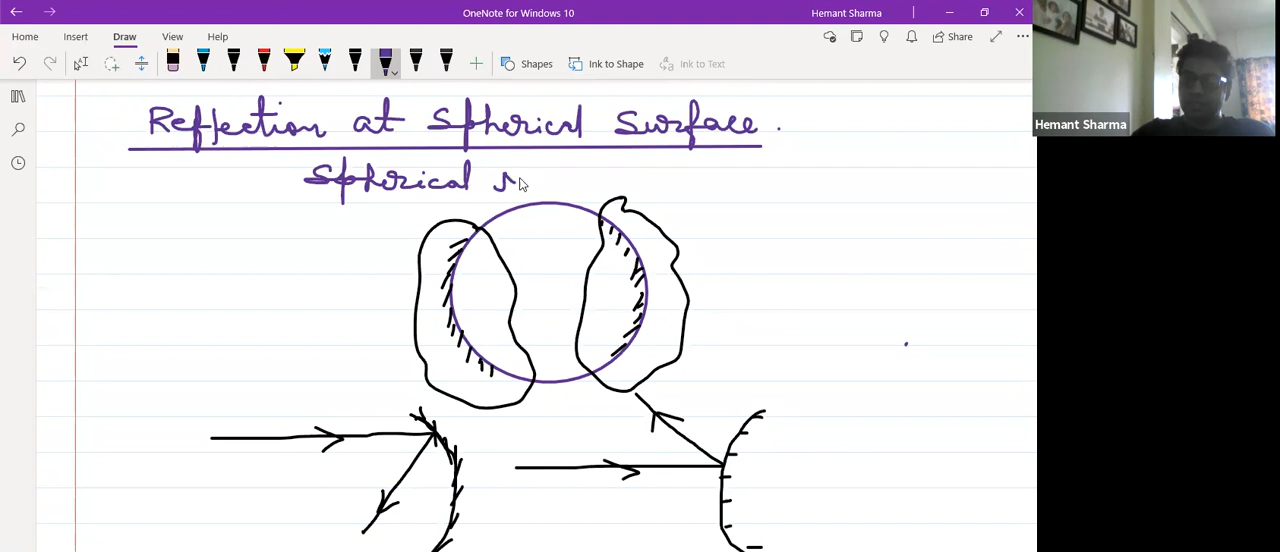 OneNote for Windows 10
Hemant Sharma
Home Insert Draw View Help
Share
Shapes Ink to Shape Ink to Text
Reflection at Spherical Surface.
Spherical
Hemant Sharma